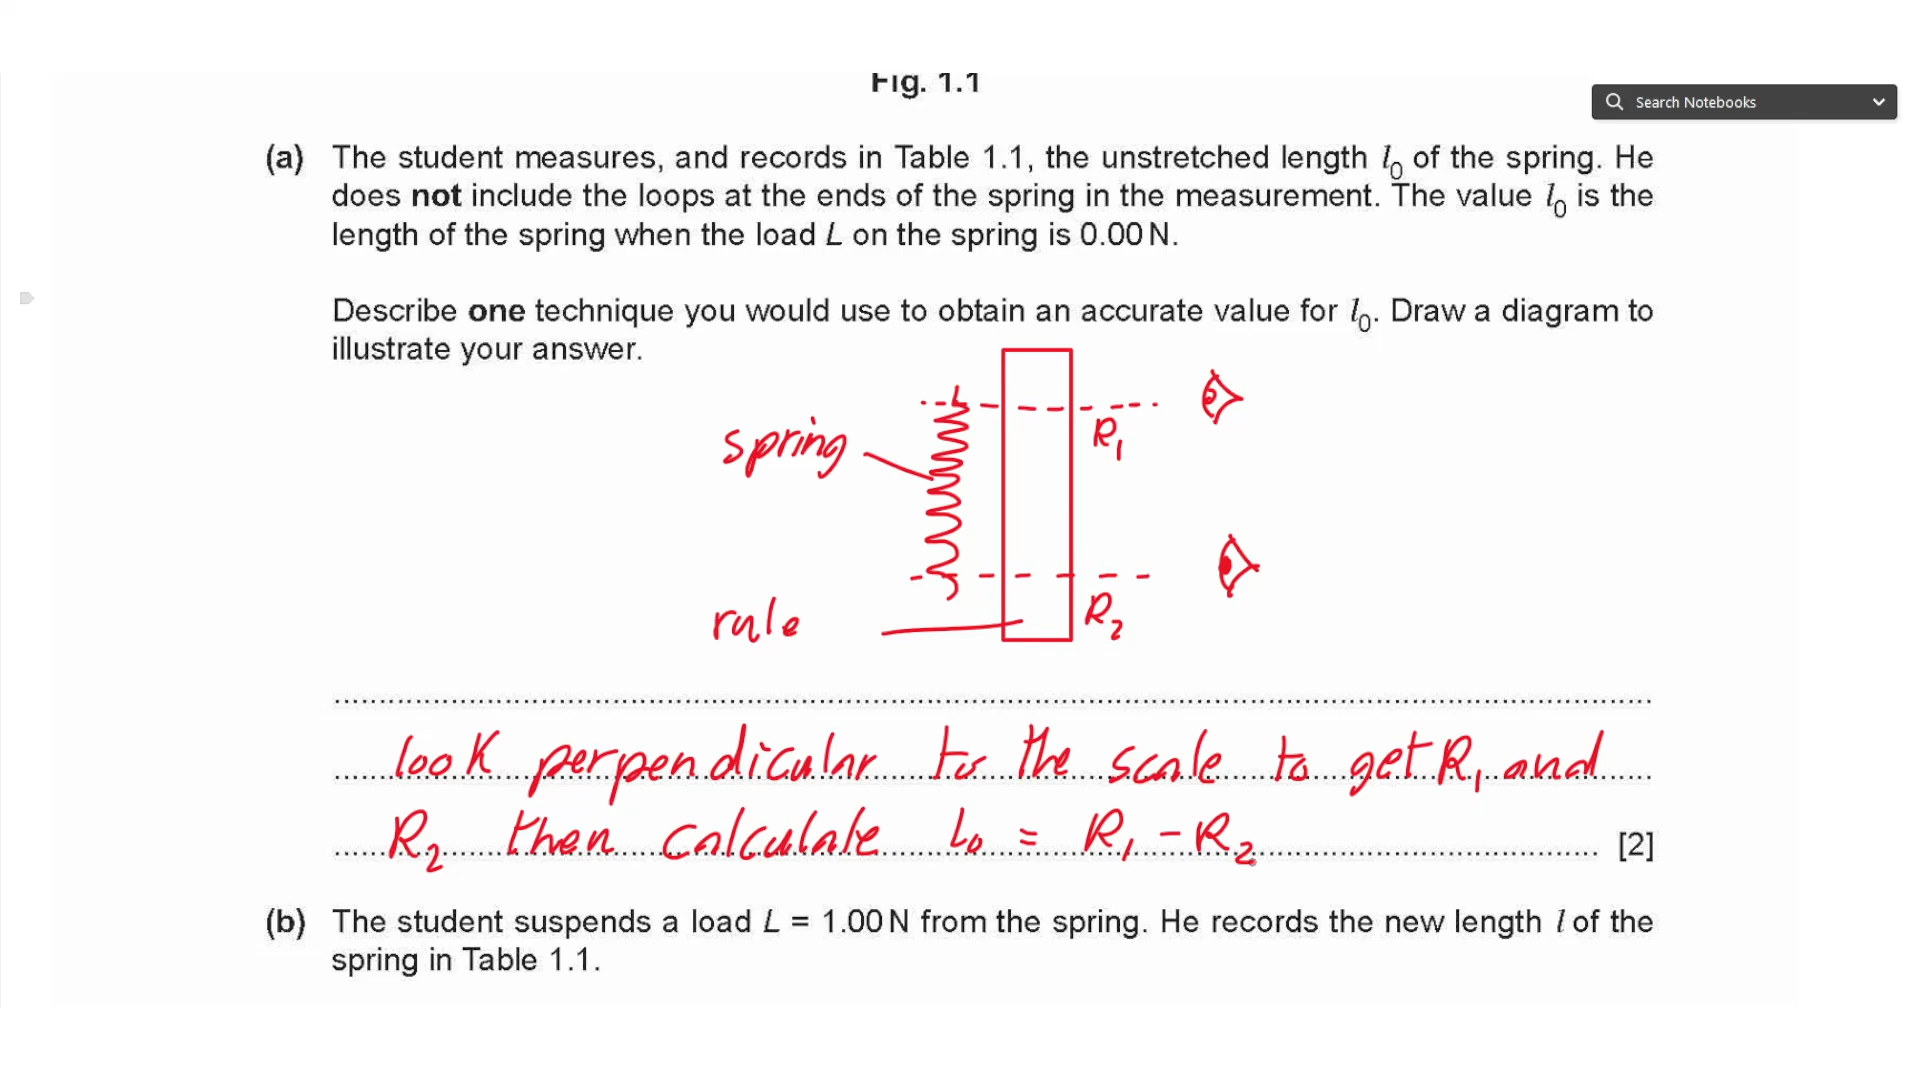 Fig. 1.1
Search Notebooks
(a) The student measures, and records in Table 1.1, the unstretched length l₀ of the spring. He
does not include the loops at the ends of the spring in the measurement. The value l₀ is the
length of the spring when the load L on the spring is 0.00 N.
Describe one technique you would use to obtain an accurate value for l₀. Draw a diagram to
illustrate your answer.
spring
R₁
rule
R₂
look perpendicular to the scale to get R₁ and
R₂ then calculate L₀ = R₁ - R₂ [2]
(b) The student suspends a load L = 1.00 N from the spring. He records the new length l of the
spring in Table 1.1.